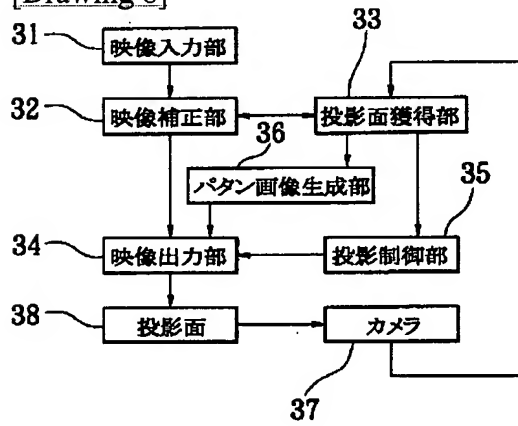 [Drawing
31
映像入力部
33
32
映像補正部
投影面獲得部
36
パタン画像生成部
35
34
映像出力部
投影制御部
38
投影面
カメラ
37